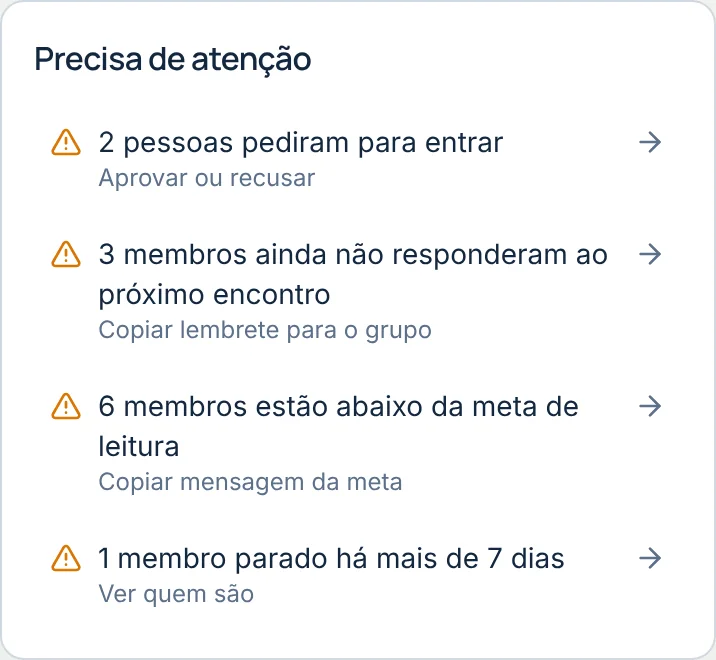 Precisa de atenção
2 pessoas pediram para entrar
Aprovar ou recusar
3 membros ainda não responderam ao
próximo encontro
Copiar lembrete para o grupo
6 membros estão abaixo da meta de
leitura
Copiar mensagem da meta
1 membro parado há mais de 7 dias
Ver quem são